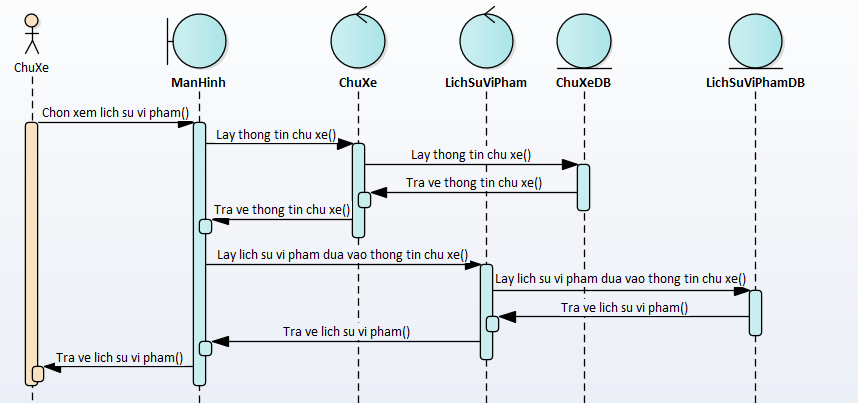 ChuXe
ManHinh
ChuXe
LichSuViPham
ChuXeDB
LichSuViPhamDB
Chon xem lich su vi pham()
Lay thong tin chu xe()
Lay thong tin chu xe()
Tra ve thong tin chu xe()
Tra ve thong tin chu xe()
Lay lich su vi pham dua vao thong tin chu xe()
Lay lich su vi pham dua vao thong tin chu xe()
Tra ve lich su vi pham()
Tra ve lich su vi pham()
Tra ve lich su vi pham()